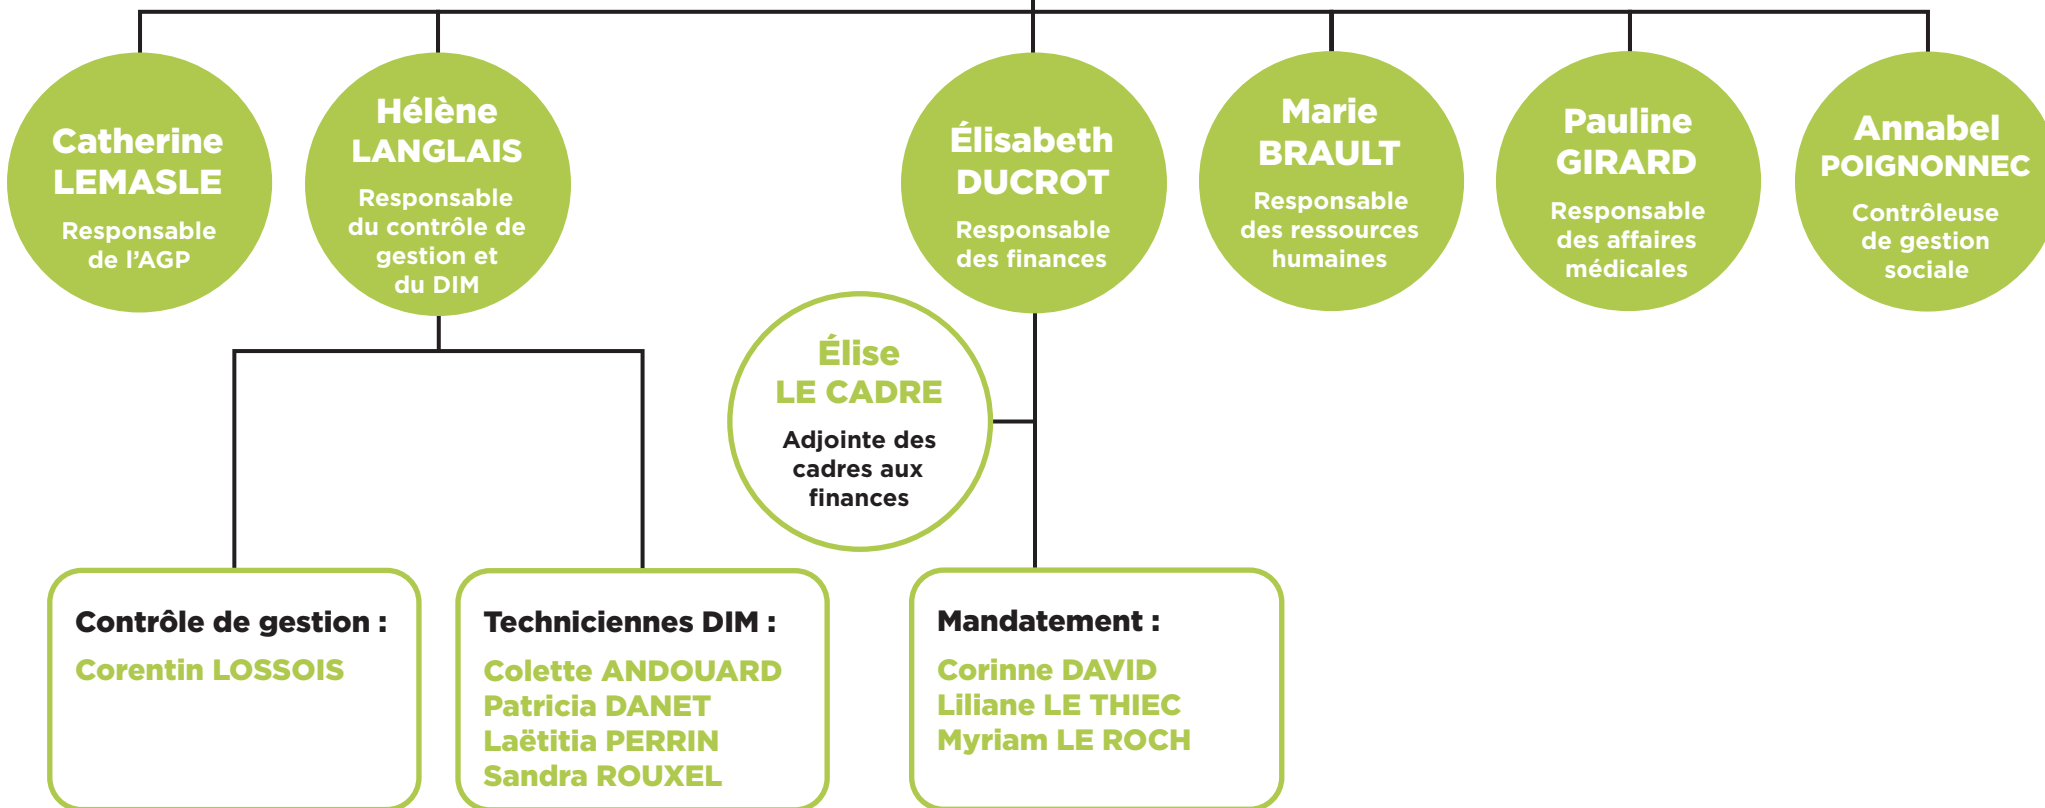 Catherine
LEMASLE
Responsable
de l’AGP
Hélène
LANGLAIS
Responsable
du contrôle de
gestion et
du DIM
Élisabeth
DUCROT
Responsable
des finances
Marie
BRAULT
Responsable
des ressources
humaines
Pauline
GIRARD
Responsable
des affaires
médicales
Annabel
POIGNONNEC
Contrôleuse
de gestion
sociale
Élise
LE CADRE
Adjointe des
cadres aux
finances
Contrôle de gestion :
Corentin LOSSOIS
Techniciennes DIM :
Colette ANDOUARD
Patricia DANET
Laëtitia PERRIN
Sandra ROUXEL
Mandatement :
Corinne DAVID
Liliane LE THIEC
Myriam LE ROCH